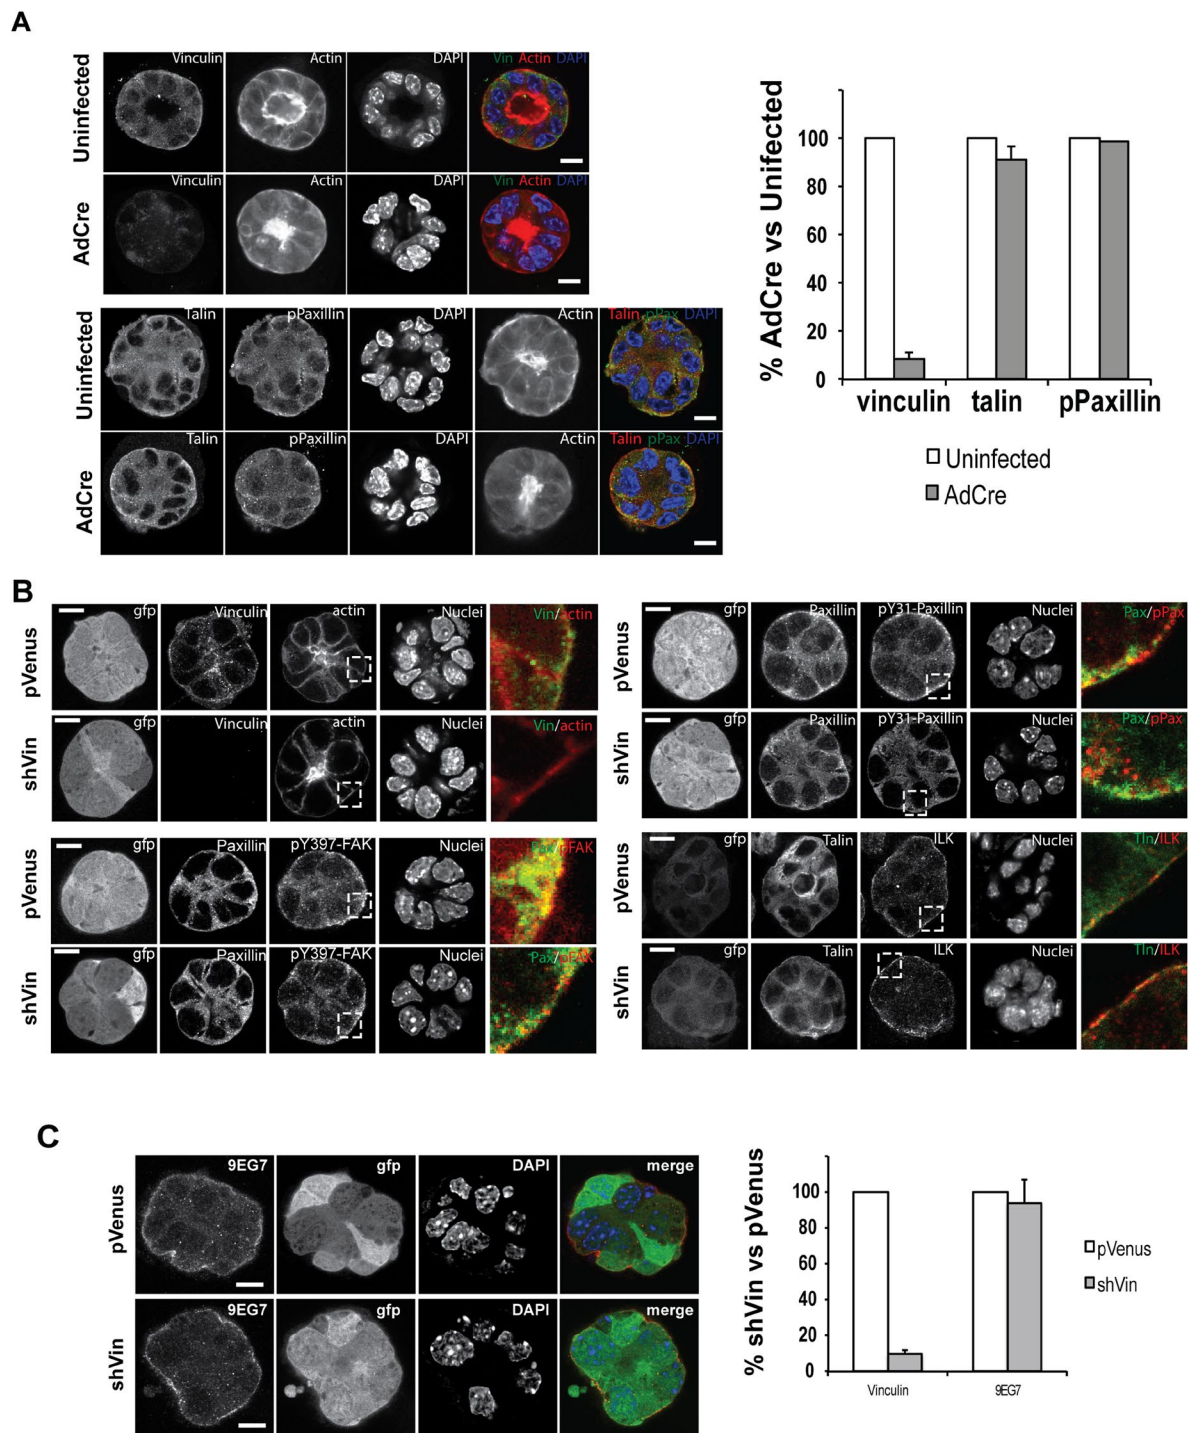 A
Uninfected
Vinculin Actin DAPI Vin Actin DAPI
AdCre
Vinculin Actin DAPI Vin Actin DAPI
Uninfected
Talin pPaxillin DAPI Actin Talin pPax DAPI
AdCre
Talin pPaxillin DAPI Actin Talin pPax DAPI
% AdCre vs Unifected
100
80
60
40
20
0
vinculin talin pPaxillin
Uninfected
AdCre
B
pVenus
gfp Vinculin actin Nuclei Vin/actin
shVin
gfp Vinculin actin Nuclei Vin/actin
pVenus
gfp Paxillin pY397-FAK Nuclei Pax/pFAK
shVin
gfp Paxillin pY397-FAK Nuclei Pax/pFAK
pVenus
gfp Paxillin pY31-Paxillin Nuclei Pax/pPax
shVin
gfp Paxillin pY31-Paxillin Nuclei Pax/pPax
pVenus
gfp Talin ILK Nuclei Tln/ILK
shVin
gfp Talin ILK Nuclei Tln/ILK
C
pVenus
9EG7 gfp DAPI merge
shVin
9EG7 gfp DAPI merge
% shVin vs pVenus
100
80
60
40
20
0
Vinculin 9EG7
pVenus
shVin